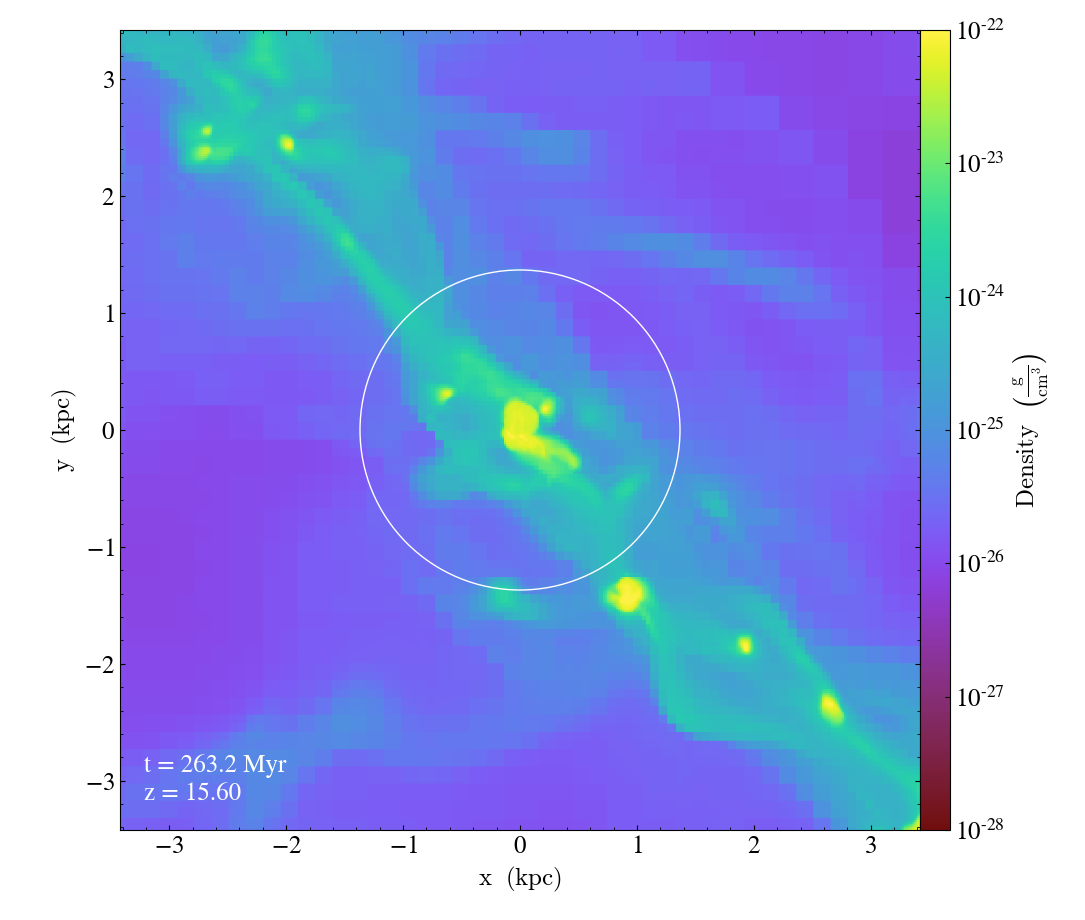 3
2
1
0
−1
−2
−3
y (kpc)
t = 263.2 Myr
z = 15.60
−3 −2 −1 0 1 2 3
x (kpc)
10^-22
10^-23
10^-24
10^-25
10^-26
10^-27
10^-28
Density (g/cm^3)